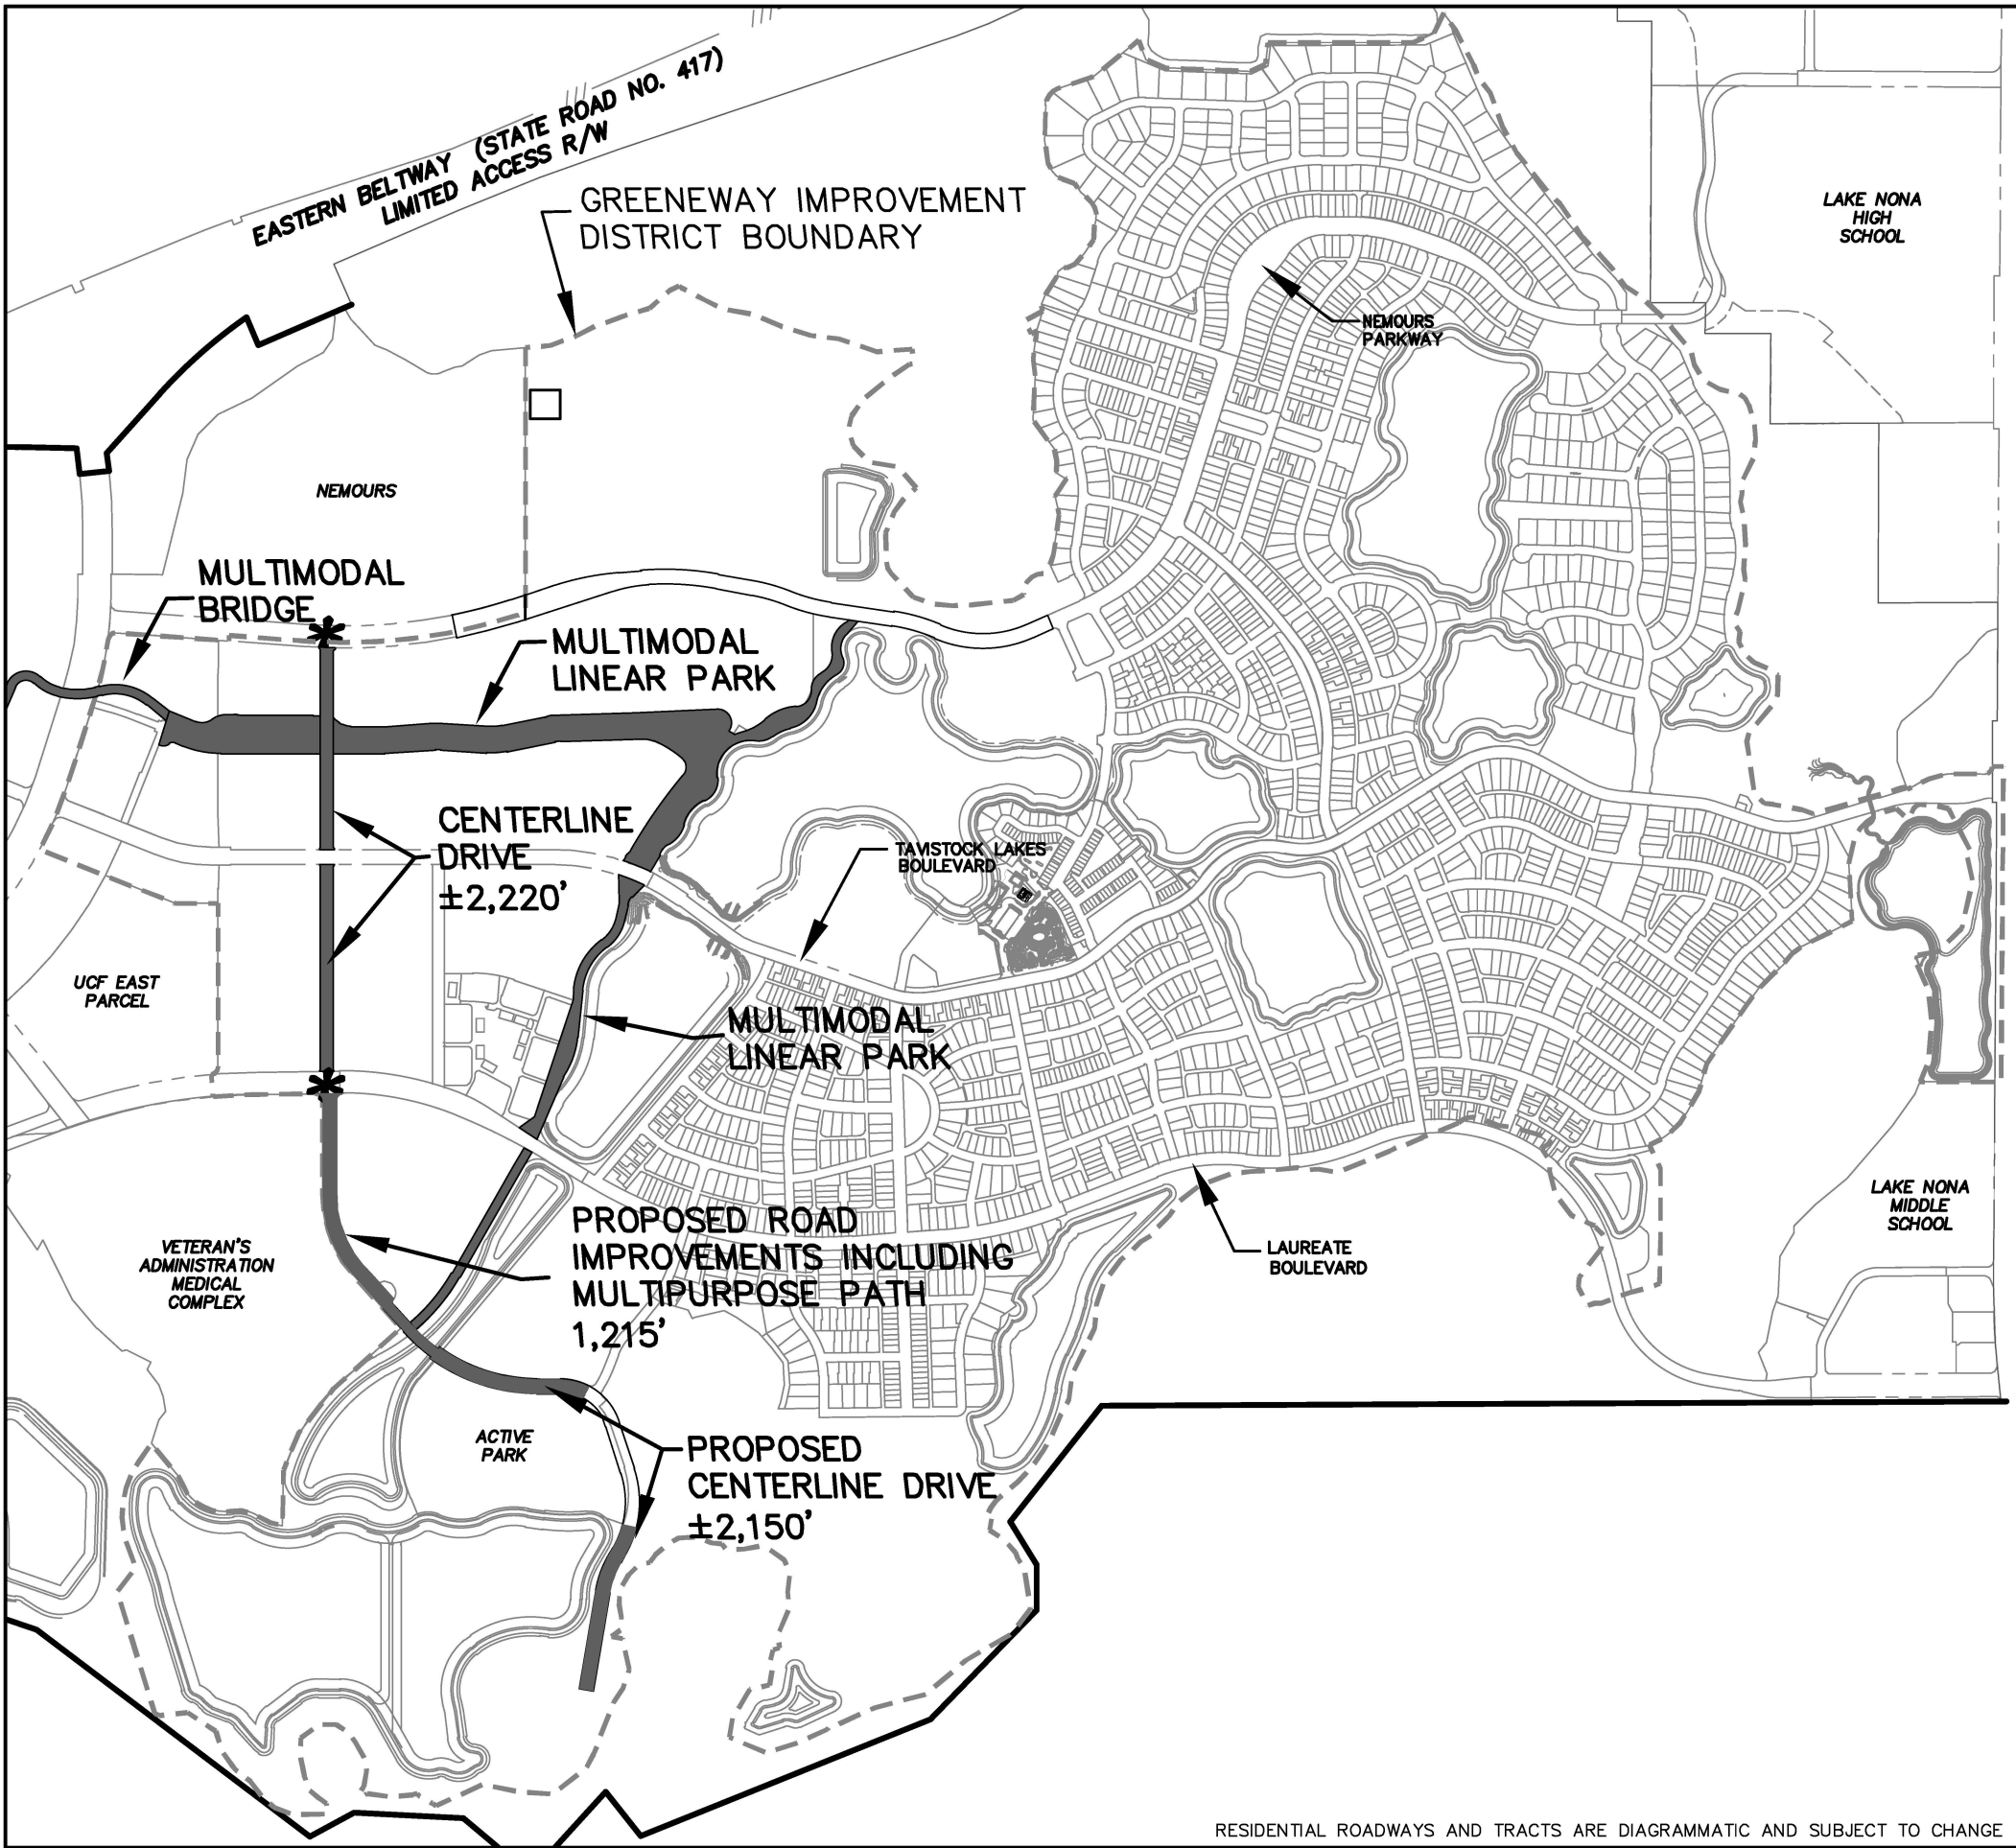 EASTERN BELTWAY (STATE ROAD NO. 417)
LIMITED ACCESS R/W
GREENEWAY IMPROVEMENT
DISTRICT BOUNDARY
LAKE NONA
HIGH
SCHOOL
NEMOURS
PARKWAY
NEMOURS
MULTIMODAL
BRIDGE
MULTIMODAL
LINEAR PARK
CENTERLINE
DRIVE
±2,220'
TAVISTOCK LAKES
BOULEVARD
UCF EAST
PARCEL
MULTIMODAL
LINEAR PARK
LAKE NONA
MIDDLE
SCHOOL
PROPOSED ROAD
IMPROVEMENTS INCLUDING
MULTIPURPOSE PATH
1,215'
LAUREATE
BOULEVARD
VETERAN'S
ADMINISTRATION
MEDICAL
COMPLEX
ACTIVE
PARK
PROPOSED
CENTERLINE DRIVE
±2,150'
RESIDENTIAL ROADWAYS AND TRACTS ARE DIAGRAMMATIC AND SUBJECT TO CHANGE